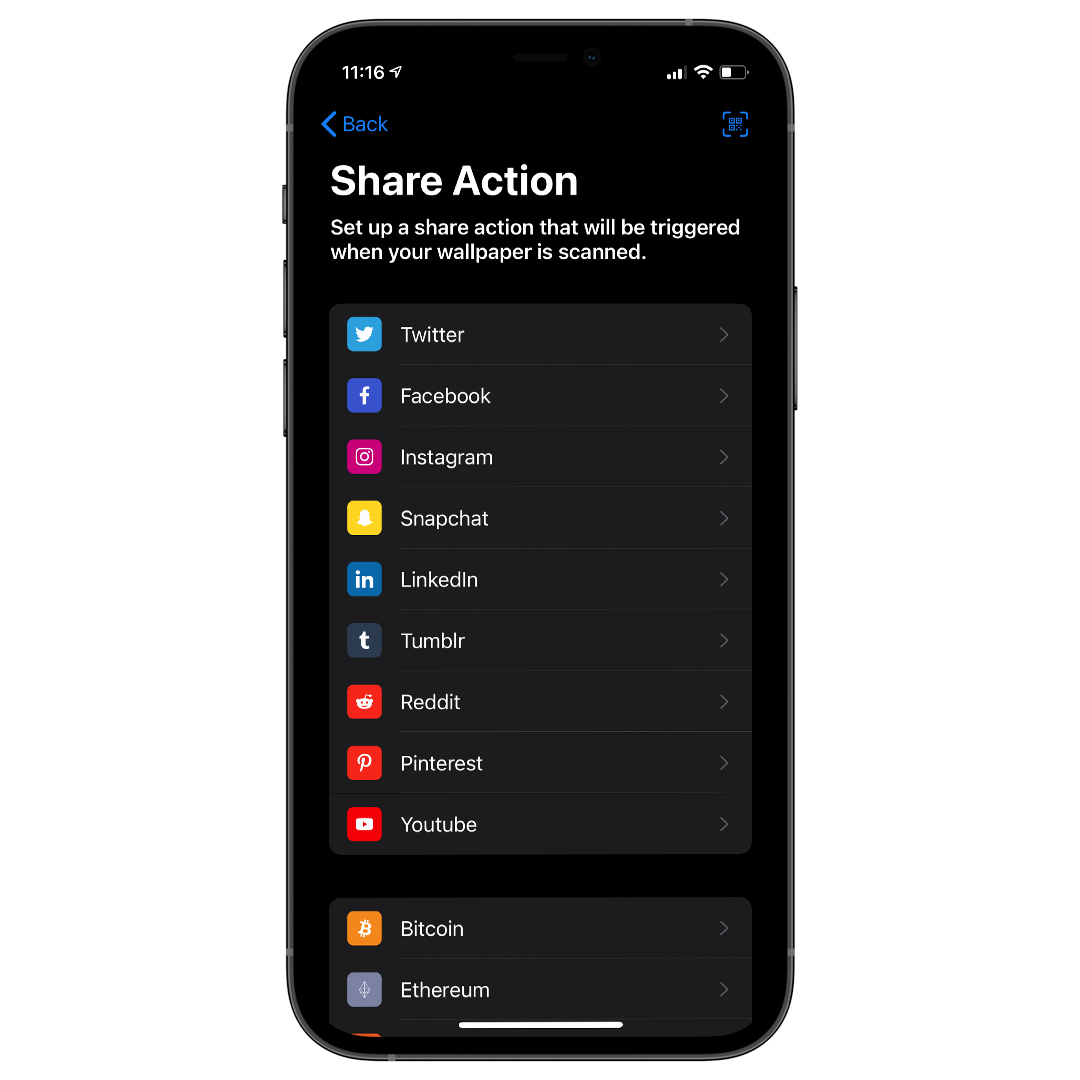 11:16
Back
Share Action
Set up a share action that will be triggered
when your wallpaper is scanned.
Twitter
Facebook
Instagram
Snapchat
LinkedIn
Tumblr
Reddit
Pinterest
Youtube
Bitcoin
Ethereum